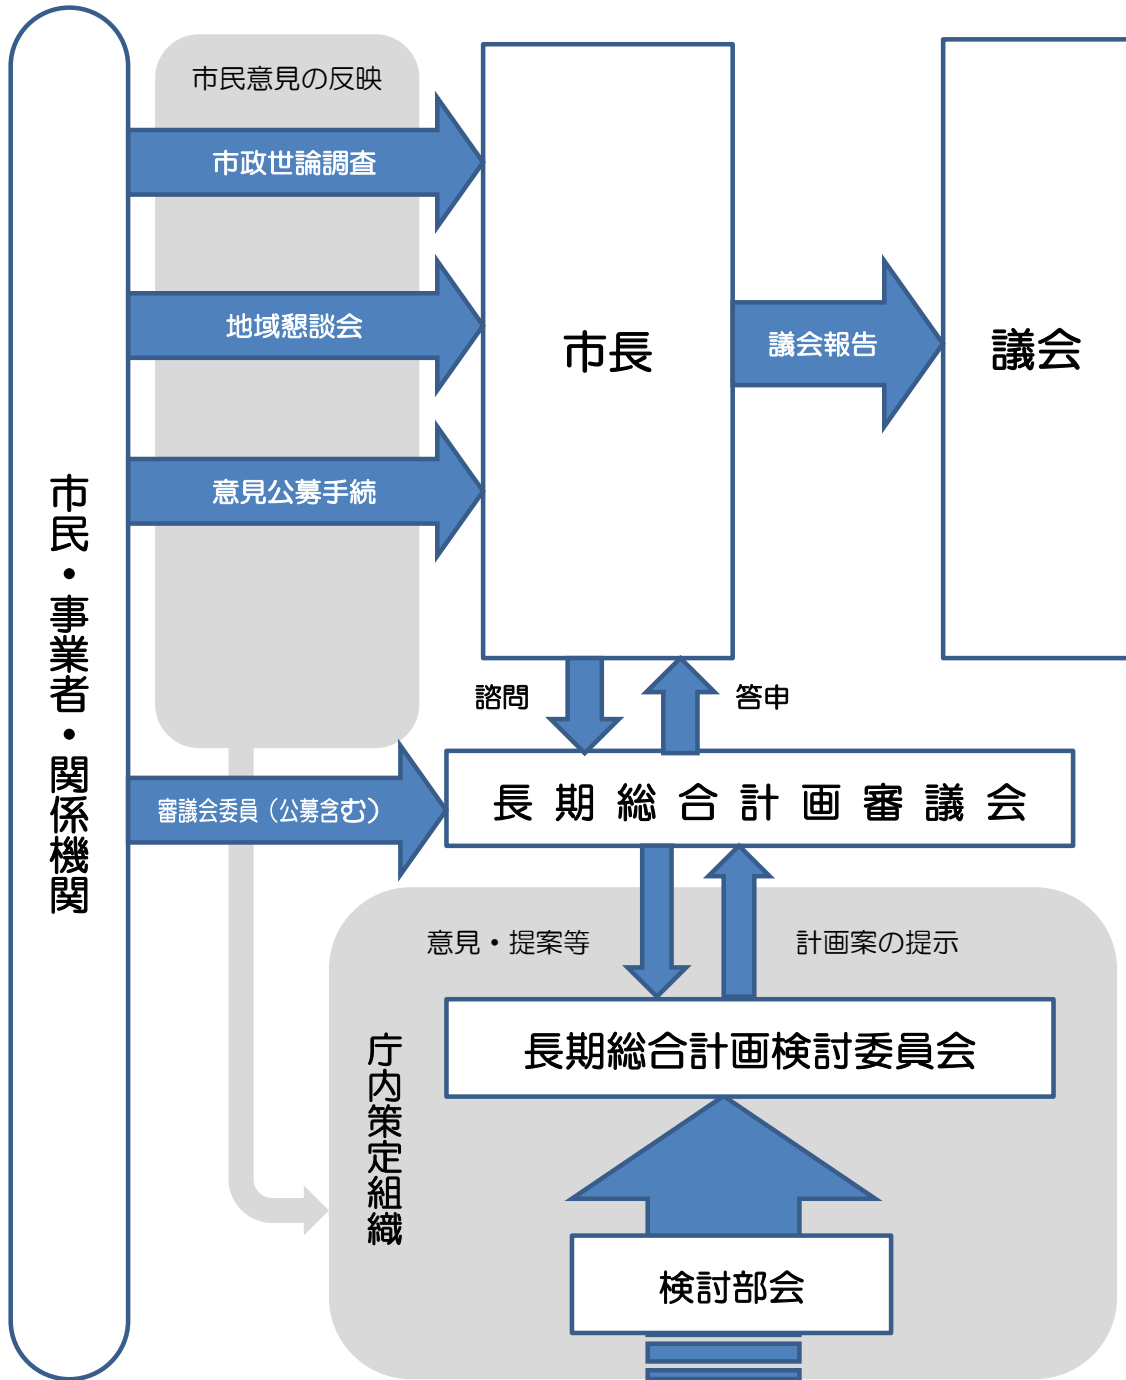 市民意見の反映
市政世論調査
地域懇談会
意見公募手続
市民・事業者・関係機関
市長
議会報告
議会
諮問
答申
審議会委員（公募含む）
長期総合計画審議会
意見・提案等
計画案の提示
庁内策定組織
長期総合計画検討委員会
検討部会